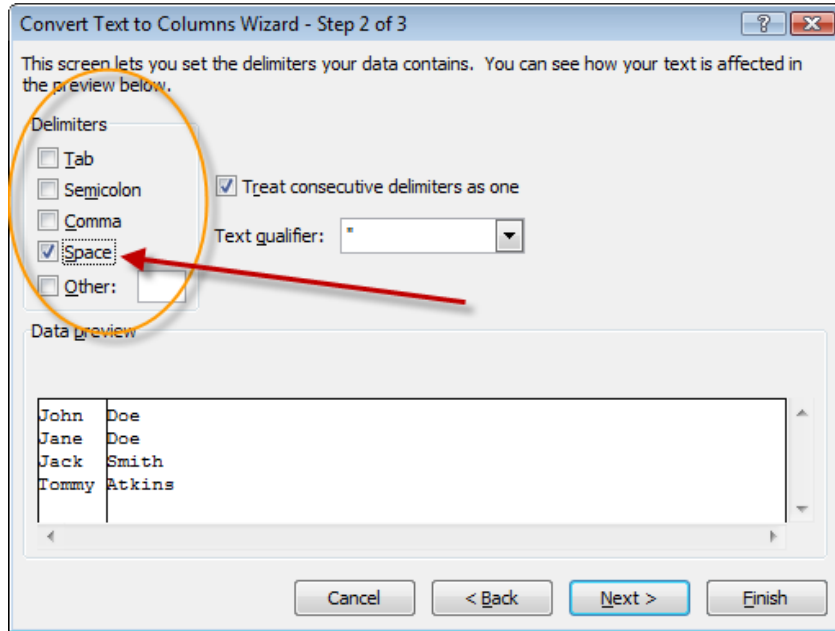 Convert Text to Columns Wizard - Step 2 of 3
This screen lets you set the delimiters your data contains. You can see how your text is affected in
the preview below.
Delimiters
Tab
Semicolon
Comma
Space
Other:
Treat consecutive delimiters as one
Text qualifier: "
Data preview
John Doe
Jane Doe
Jack Smith
Tommy Atkins
Cancel < Back Next > Finish